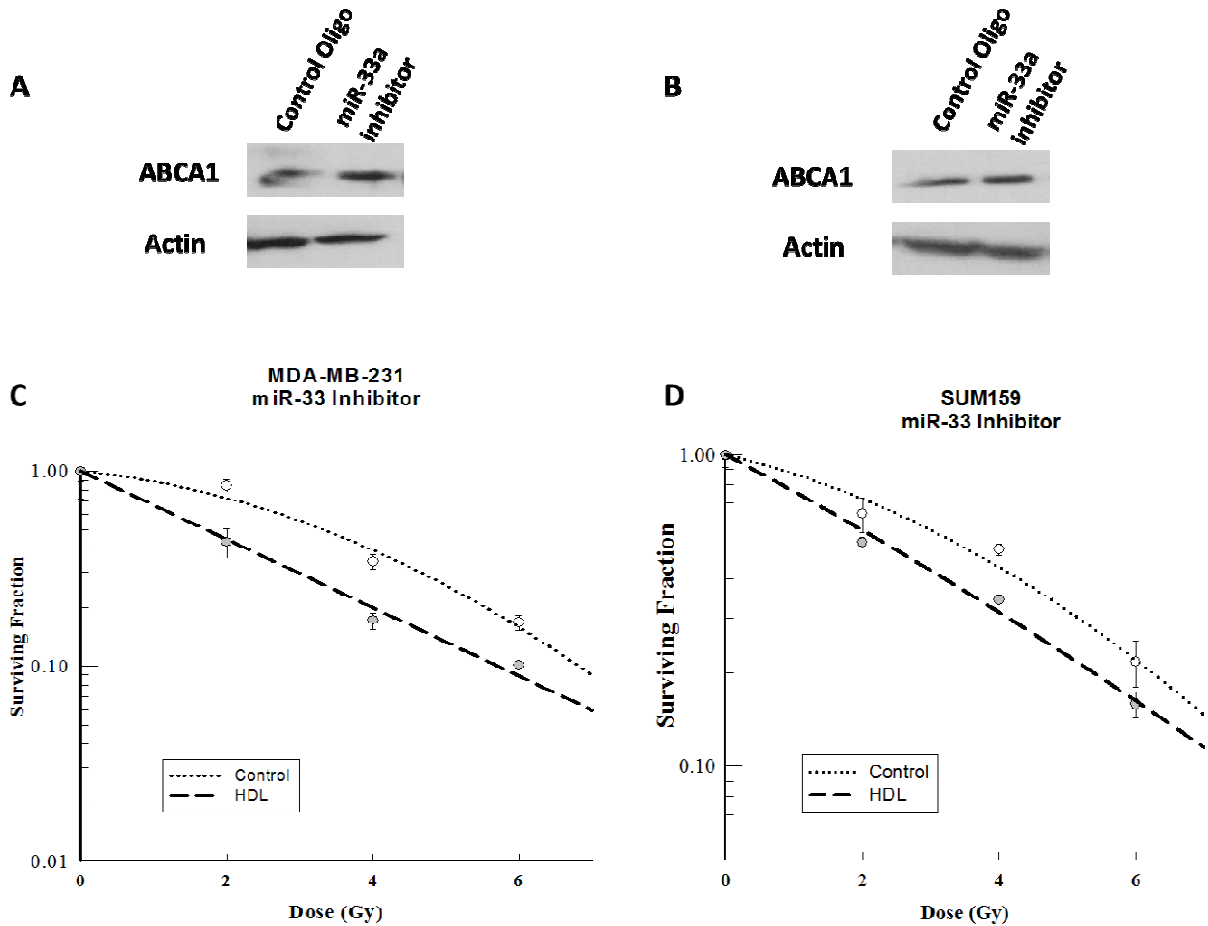 A
Control Oligo
miR-33a
inhibitor
ABCA1
Actin
B
Control Oligo
miR-33a
inhibitor
ABCA1
Actin
C
MDA-MB-231
miR-33 Inhibitor
Surviving Fraction
1.00
0.10
0.01
Control
HDL
0 2 4 6
Dose (Gy)
D
SUM159
miR-33 Inhibitor
Surviving Fraction
1.00
0.10
Control
HDL
0 2 4 6
Dose (Gy)